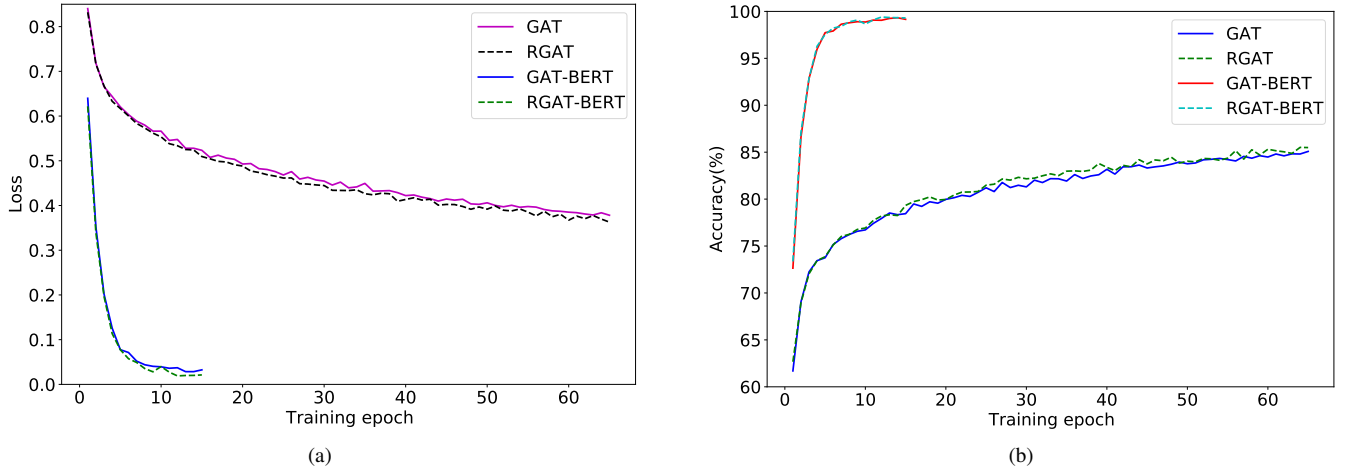 0.8
0.7
0.6
0.5
0.4
0.3
0.2
0.1
0.0
Loss
0 10 20 30 40 50 60
Training epoch
GAT
RGAT
GAT-BERT
RGAT-BERT
(a)
100
95
90
85
80
75
70
65
60
Accuracy(%)
0 10 20 30 40 50 60
Training epoch
GAT
RGAT
GAT-BERT
RGAT-BERT
(b)